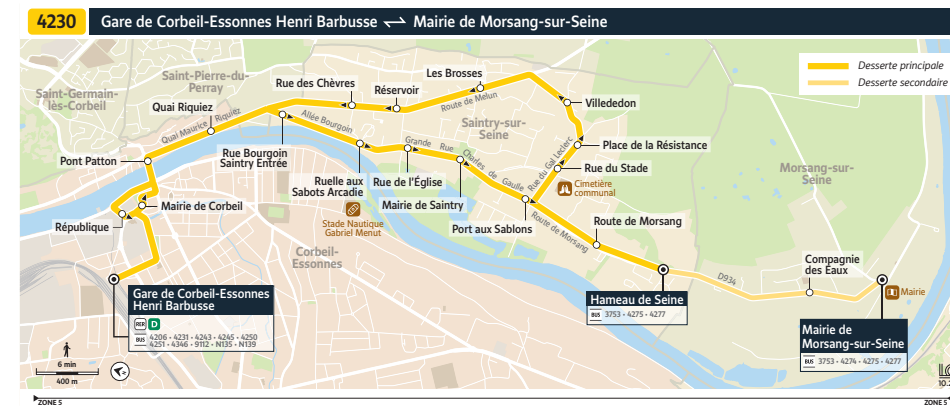 4230 Gare de Corbeil-Essonnes Henri Barbusse Mairie de Morsang-sur-Seine
Desserte principale
Desserte secondaire
Saint-Pierre-du-
Perray
Saint-Germain-
lès-Corbeil
Quai Riquiez
Rue des Chèvres
Réservoir
Les Brosses
Route de Melun
Villededon
Quai Maurice Riquiez
Allée Bourgoin
Saintry-sur-
Seine
Grande Rue
Charles de Gaulle
Rue du Gal Leclerc
Place de la Résistance
Pont Patton
Rue Bourgoin
Saintry Entrée
Ruelle aux
Sabots Arcadie
Rue de l'Église
Mairie de Saintry
Rue du Stade
Cimetière
communal
Morsang-sur-
Seine
Mairie de Corbeil
République
Stade Nautique
Gabriel Menut
Port aux Sablons
Route de Morsang
Route de Morsang
Corbeil-
Essonnes
D934
Compagnie
des Eaux
Mairie
Gare de Corbeil-Essonnes
Henri Barbusse
RER D
BUS 4206 • 4231 • 4243 • 4245 • 4250
4251 • 4346 • 9112 • N135 • N139
Hameau de Seine
BUS 3753 • 4275 • 4277
Mairie de
Morsang-sur-Seine
BUS 3753 • 4274 • 4275 • 4277
6 min
400 m
ZONE 5
ZONE 5